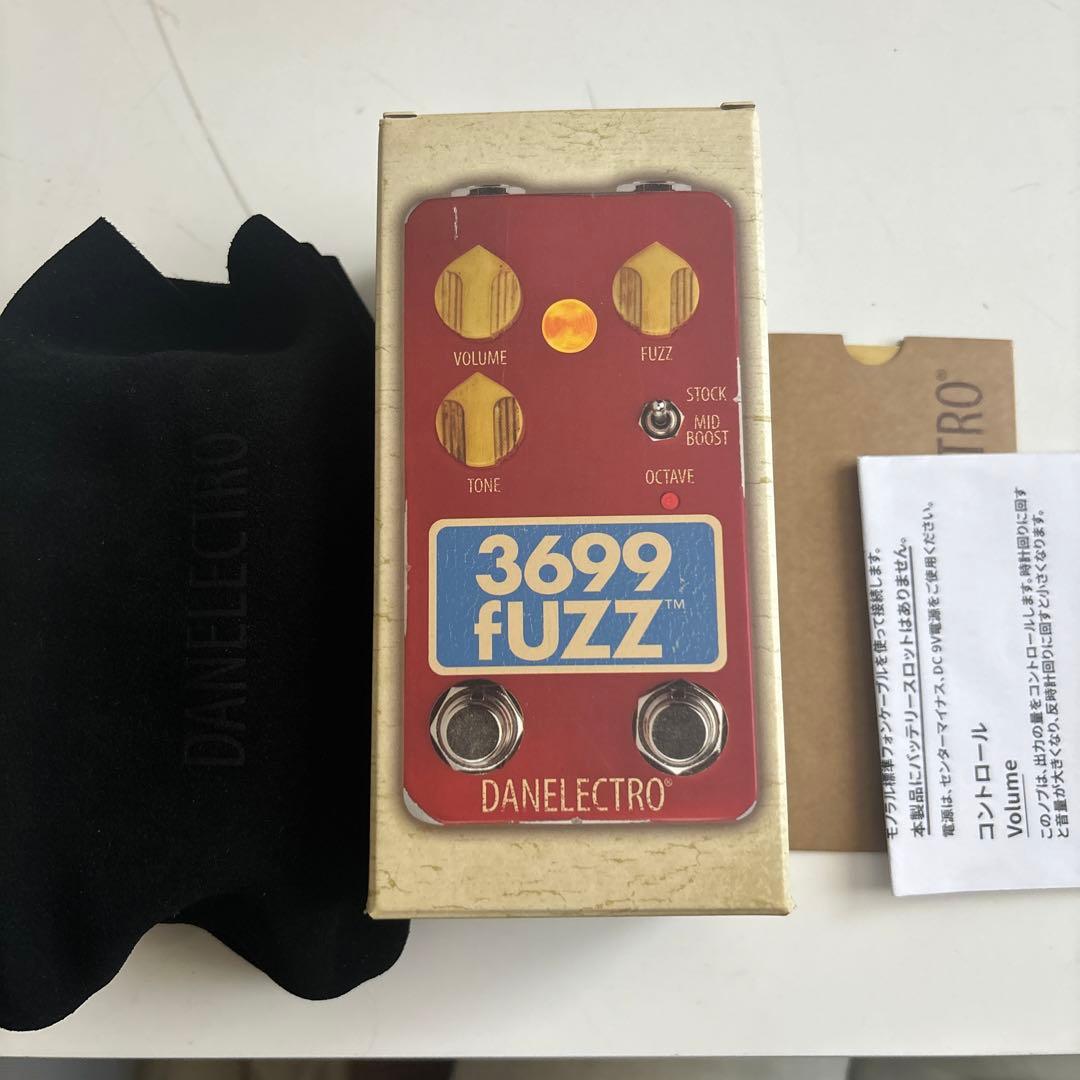 DANELECTRO
VOLUME
FUZZ
STOCK
MID
BOOST
TONE
OCTAVE
3699
fUZZ™
DANELECTRO®
TRO®
モノラル標準フォンケーブルを使って接続します。
本製品にバッテリースロットはありません。
電源は、センターマイナス、DC 9V電源をご使用ください。
コントロール
Volume
このノブは、出力の量をコントロールします。時計回りに回す
と音量が大きくなり、反時計回りに回すと小さくなります。